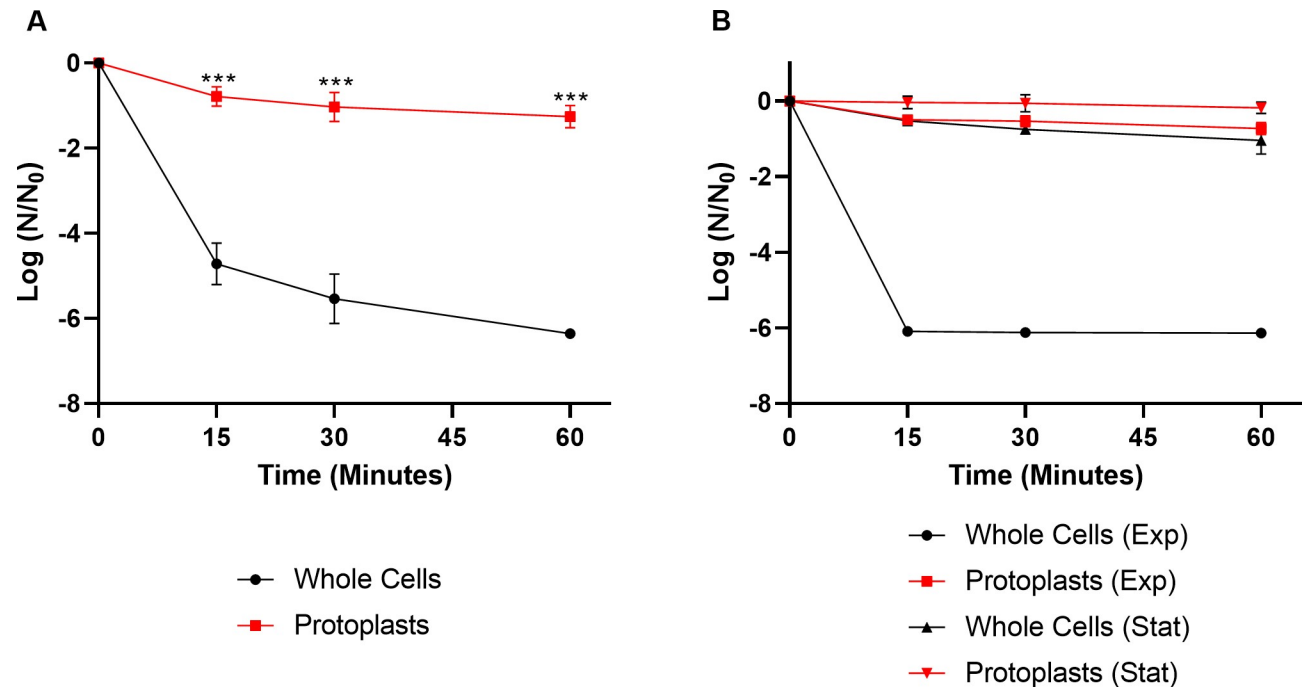 A
0
-2
-4
-6
-8
Log (N/N₀)
*** *** ***
0 15 30 45 60
Time (Minutes)
Whole Cells
Protoplasts
B
0
-2
-4
-6
-8
Log (N/N₀)
0 15 30 45 60
Time (Minutes)
Whole Cells (Exp)
Protoplasts (Exp)
Whole Cells (Stat)
Protoplasts (Stat)